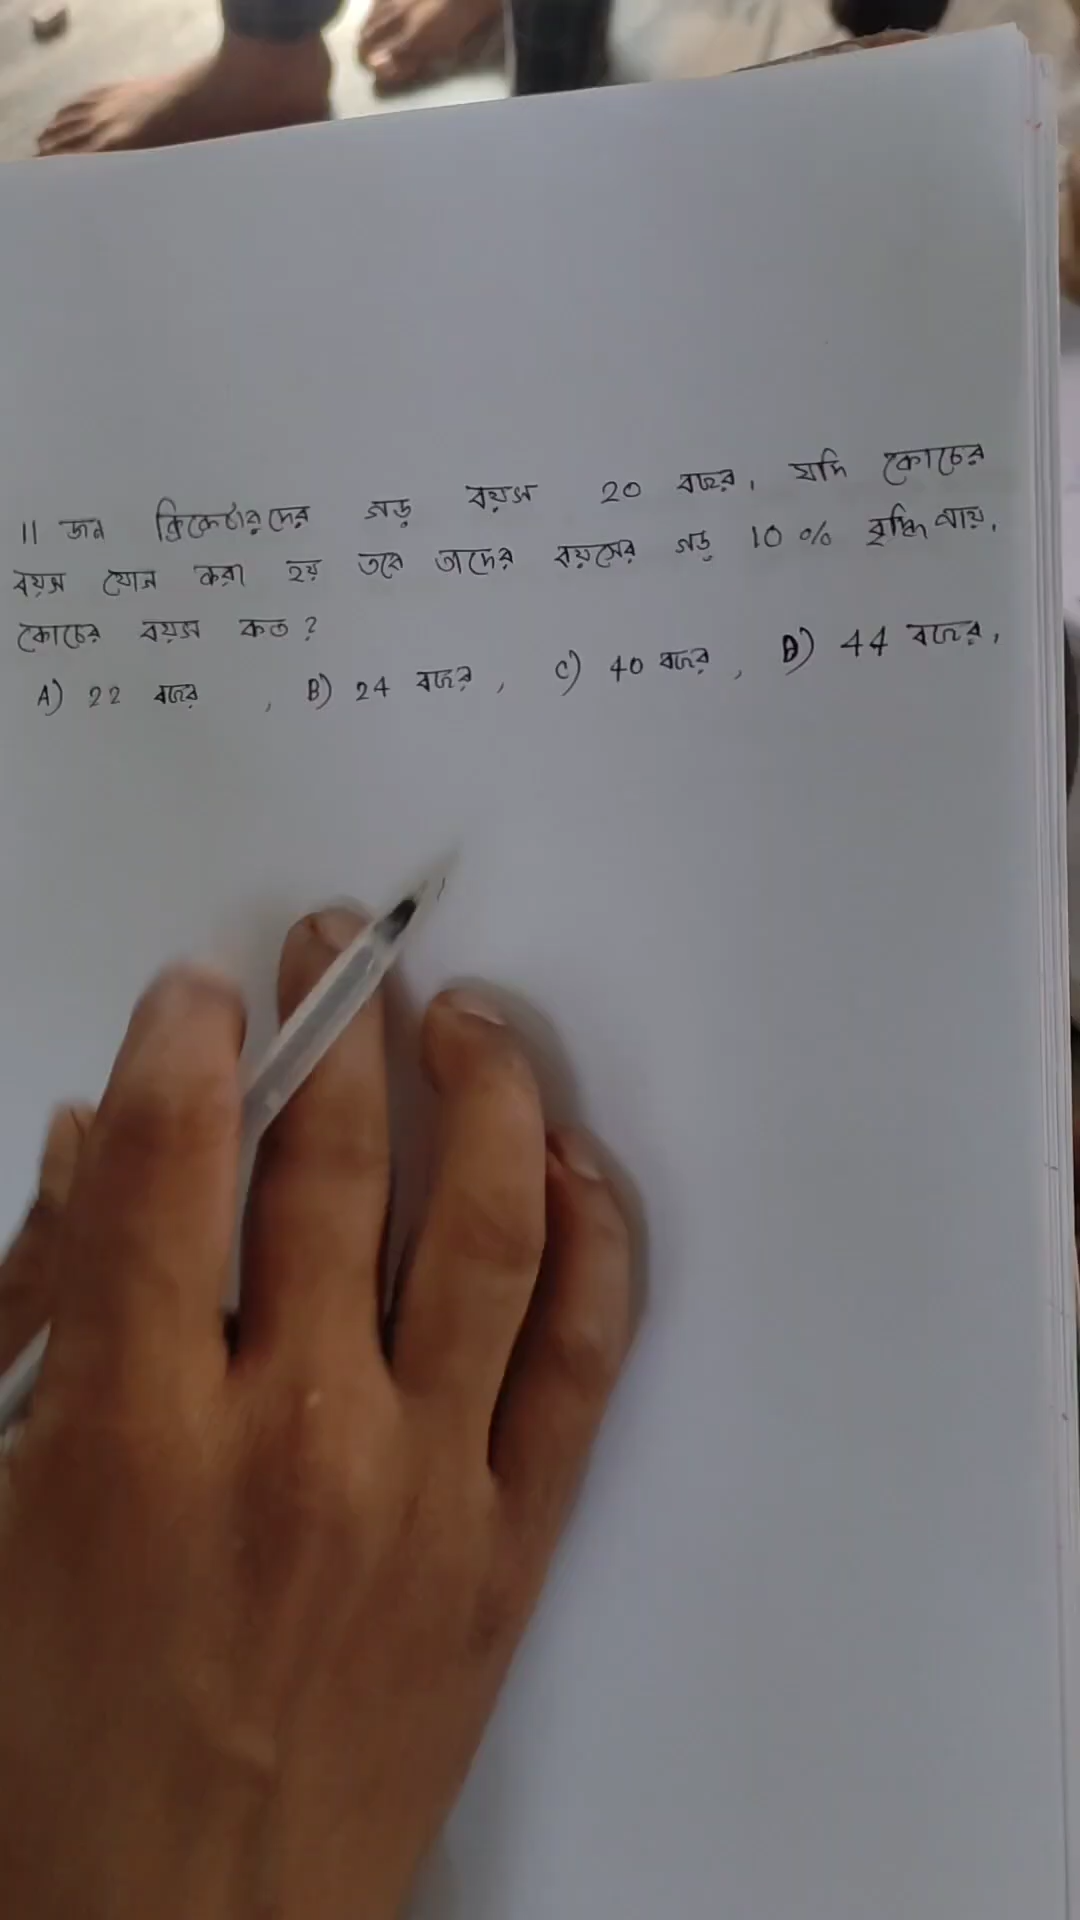 11 জন ক্রিকেটারদের গড় বয়স 20 বছর, যদি কোচের
বয়স যোগ করা হয় তবে তাদের বয়সের গড় 10% বৃদ্ধি পায়,
কোচের বয়স কত?
A) 22 বছর , B) 24 বছর, C) 40 বছর, D) 44 বছর,